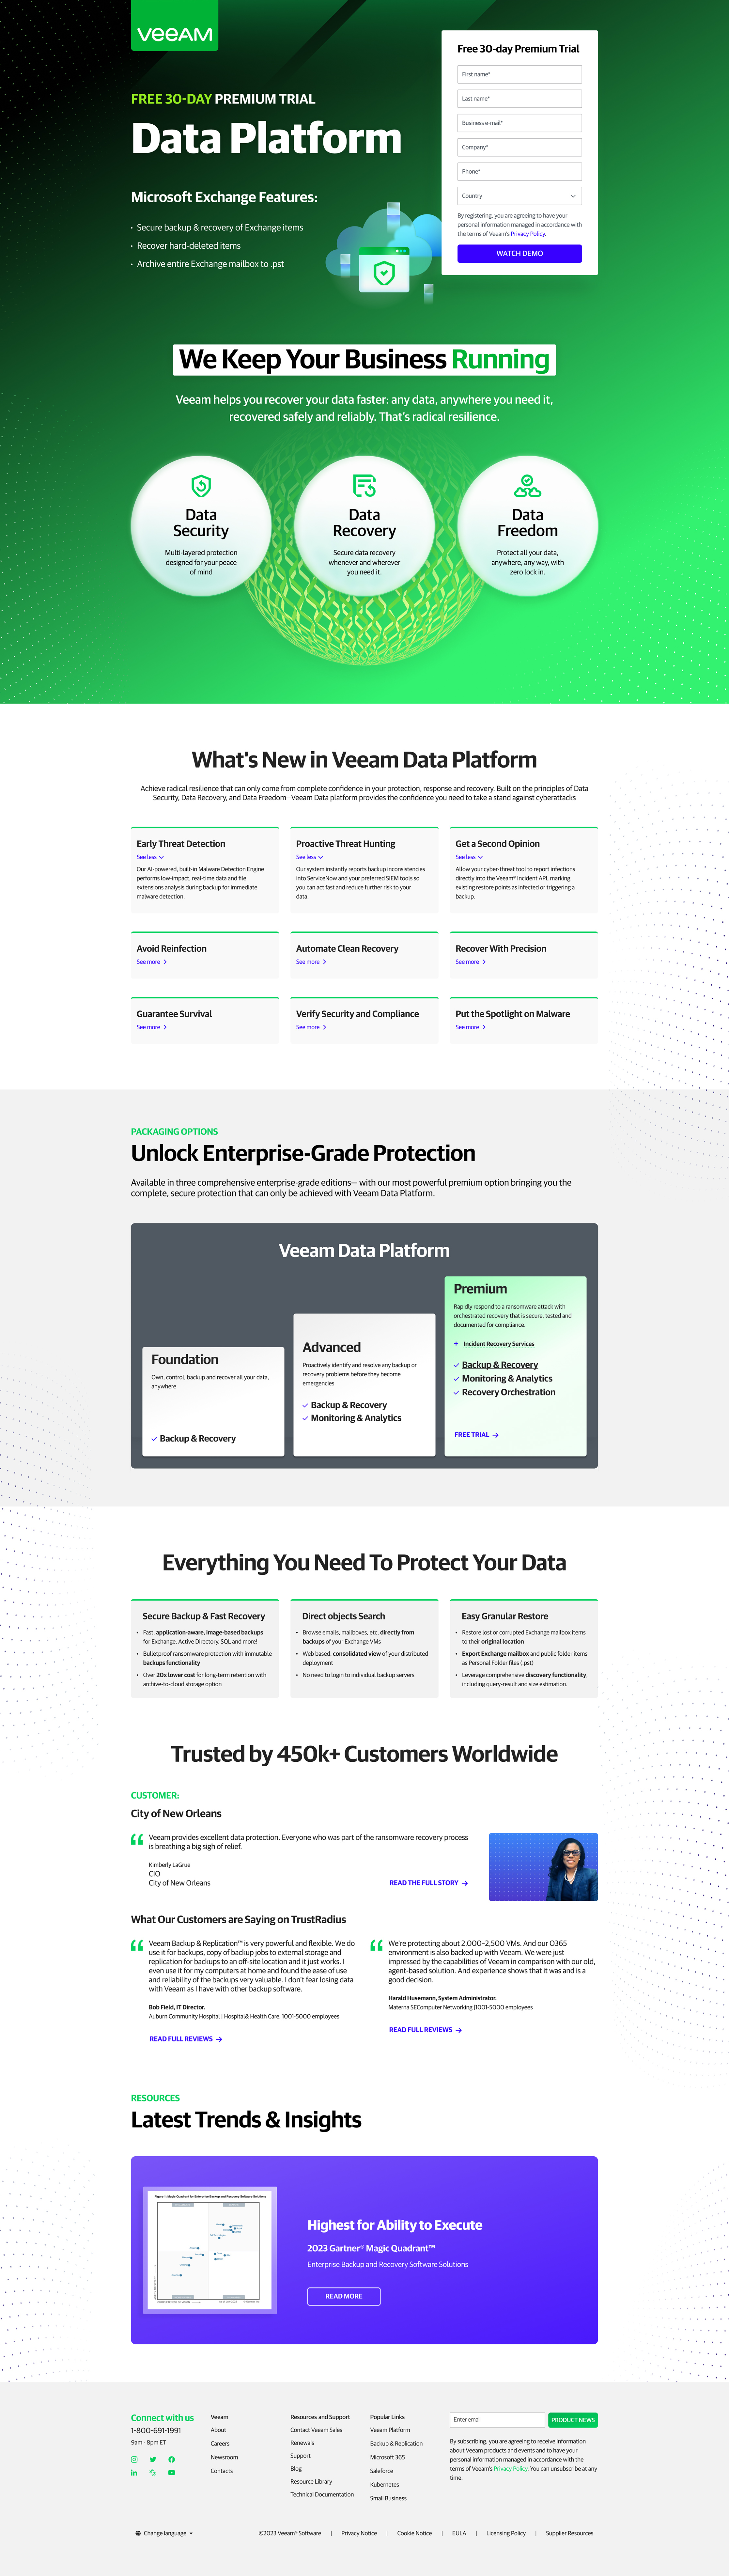 veeAM
FREE 30-DAY PREMIUM TRIAL
Data Platform
Microsoft Exchange Features:
• Secure backup & recovery of Exchange items
• Recover hard-deleted items
• Archive entire Exchange mailbox to .pst
Free 30-day Premium Trial
First name*
Last name*
Business e-mail*
Company*
Phone*
Country
By registering, you are agreeing to have your
personal information managed in accordance with
the terms of Veeam's Privacy Policy.
WATCH DEMO
We Keep Your Business Running
Veeam helps you recover your data faster: any data, anywhere you need it,
recovered safely and reliably. That's radical resilience.
Data
Security
Multi-layered protection
designed for your peace
of mind
Data
Recovery
Secure data recovery
whenever and wherever
you need it.
Data
Freedom
Protect all your data,
anywhere, any way, with
zero lock in.
What's New in Veeam Data Platform
Achieve radical resilience that can only come from complete confidence in your protection, response and recovery. Built on the principles of Data
Security, Data Recovery, and Data Freedom—Veeam Data platform provides the confidence you need to take a stand against cyberattacks
Early Threat Detection
See less
Our AI-powered, built-in Malware Detection Engine
performs low-impact, real-time data and file
extensions analysis during backup for immediate
malware detection.
Proactive Threat Hunting
See less
Our system instantly reports backup inconsistencies
into ServiceNow and your preferred SIEM tools so
you can act fast and reduce further risk to your
data.
Get a Second Opinion
See less
Allow your cyber-threat tool to report infections
directly into the Veeam® Incident API, marking
existing restore points as infected or triggering a
backup.
Avoid Reinfection
See more
Automate Clean Recovery
See more
Recover With Precision
See more
Guarantee Survival
See more
Verify Security and Compliance
See more
Put the Spotlight on Malware
See more
PACKAGING OPTIONS
Unlock Enterprise-Grade Protection
Available in three comprehensive enterprise-grade editions— with our most powerful premium option bringing you the
complete, secure protection that can only be achieved with Veeam Data Platform.
Veeam Data Platform
Foundation
Own, control, backup and recover all your data,
anywhere
Backup & Recovery
Advanced
Proactively identify and resolve any backup or
recovery problems before they become
emergencies
Backup & Recovery
Monitoring & Analytics
Premium
Rapidly respond to a ransomware attack with
orchestrated recovery that is secure, tested and
documented for compliance.
+ Incident Recovery Services
Backup & Recovery
Monitoring & Analytics
Recovery Orchestration
FREE TRIAL
Everything You Need To Protect Your Data
Secure Backup & Fast Recovery
• Fast, application-aware, image-based backups
for Exchange, Active Directory, SQL and more!
• Bulletproof ransomware protection with immutable
backups functionality
• Over 20x lower cost for long-term retention with
archive-to-cloud storage option
Direct objects Search
• Browse emails, mailboxes, etc. directly from
backups of your Exchange VMs
• Web based, consolidated view of your distributed
deployment
• No need to login to individual backup servers
Easy Granular Restore
• Restore lost or corrupted Exchange mailbox items
to their original location
• Export Exchange mailbox and public folder items
as Personal Folder files (.pst)
• Leverage comprehensive discovery functionality,
including query-result and size estimation.
Trusted by 450k+ Customers Worldwide
CUSTOMER:
City of New Orleans
Veeam provides excellent data protection. Everyone who was part of the ransomware recovery process
is breathing a big sigh of relief.
Kimberly LaGrue
CIO
City of New Orleans
READ THE FULL STORY
What Our Customers are Saying on TrustRadius
Veeam Backup & Replication™ is very powerful and flexible. We do
use it for backups, copy of backup jobs to external storage and
replication for backups to an off-site location and it just works. I
even use it for my computers at home and found the ease of use
and reliability of the backups very valuable. I don't fear losing data
with Veeam as I have with other backup software.
Bob Field, IT Director.
Auburn Community Hospital | Hospital& Health Care, 1001-5000 employees
READ FULL REVIEWS
We're protecting about 2,000–2,500 VMs. And our O365
environment is also backed up with Veeam. We were just
impressed by the capabilities of Veeam in comparison with our old,
agent-based solution. And experience shows that it was and is a
good decision.
Harald Husemann, System Administrator.
Materna SEComputer Networking |1001-5000 employees
READ FULL REVIEWS
RESOURCES
Latest Trends & Insights
Figure 1: Magic Quadrant for Enterprise Backup and Recovery Software Solutions
Highest for Ability to Execute
2023 Gartner® Magic Quadrant™
Enterprise Backup and Recovery Software Solutions
READ MORE
Connect with us
1-800-691-1991
9am - 8pm ET
Veeam
About
Careers
Newsroom
Contacts
Resources and Support
Contact Veeam Sales
Renewals
Support
Blog
Resource Library
Technical Documentation
Popular Links
Veeam Platform
Backup & Replication
Microsoft 365
Saleforce
Kubernetes
Small Business
Enter email
PRODUCT NEWS
By subscribing, you are agreeing to receive information
about Veeam products and events and to have your
personal information managed in accordance with the
terms of Veeam's Privacy Policy. You can unsubscribe at any
time.
Change language
©2023 Veeam® Software | Privacy Notice | Cookie Notice | EULA | Licensing Policy | Supplier Resources